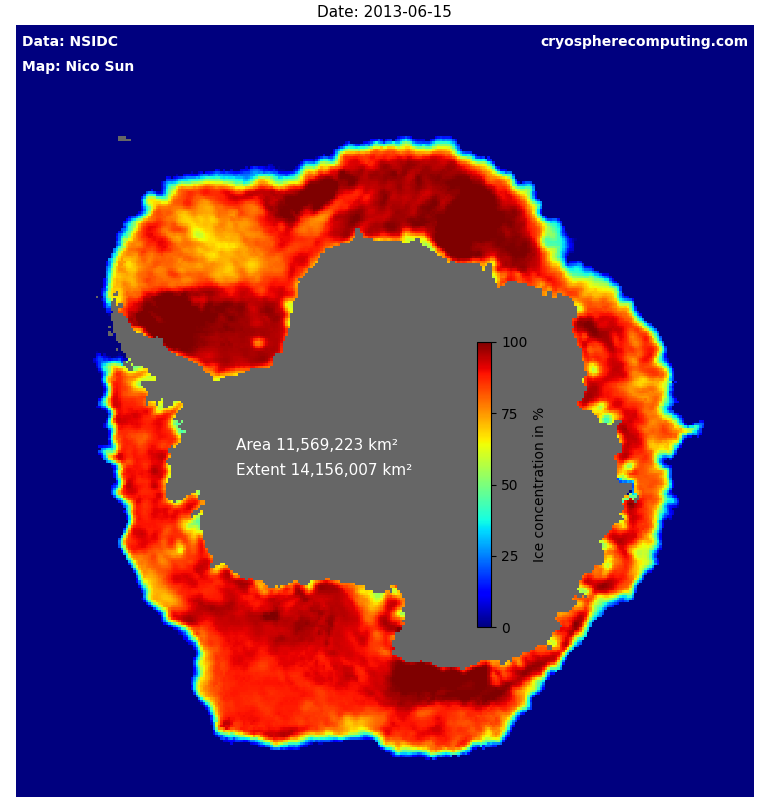 Date: 2013-06-15
Data: NSIDC
cryospherecomputing.com
Map: Nico Sun
100
75
50
25
0
Ice concentration in %
Area 11,569,223 km²
Extent 14,156,007 km²